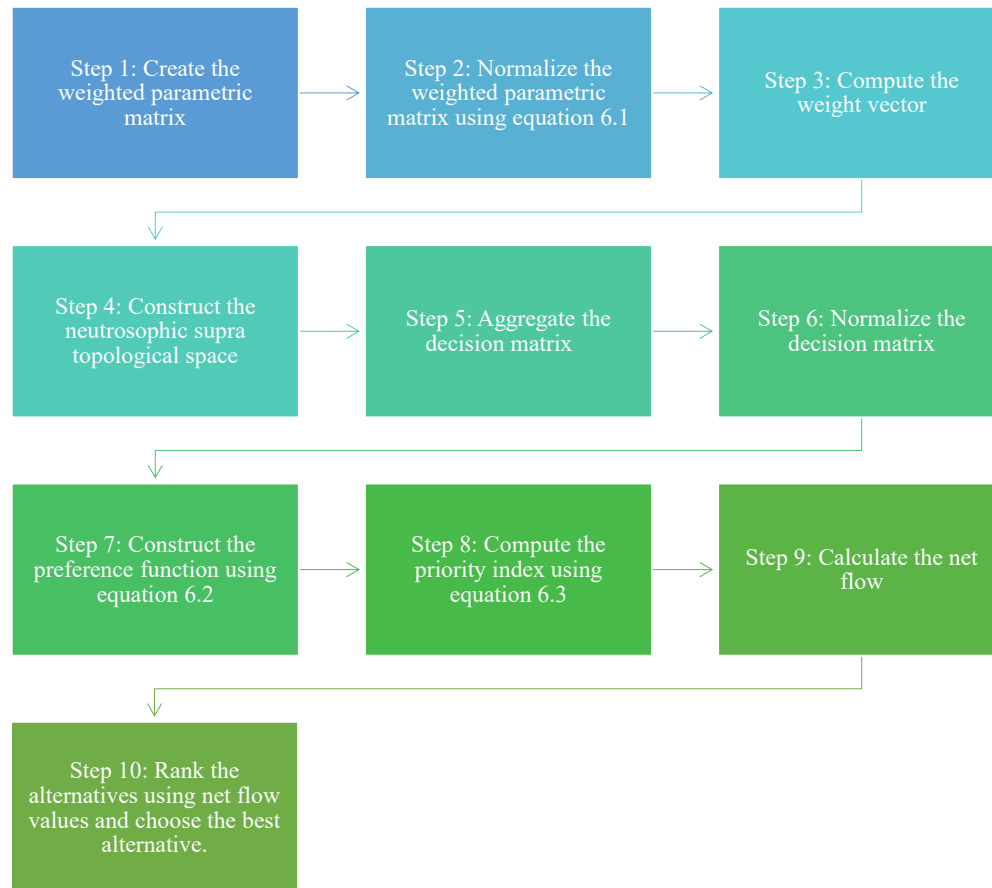 Step 1: Create the
weighted parametric
matrix
Step 2: Normalize the
weighted parametric
matrix using equation 6.1
Step 3: Compute the
weight vector
Step 4: Construct the
neutrosophic supra
topological space
Step 5: Aggregate the
decision matrix
Step 6: Normalize the
decision matrix
Step 7: Construct the
preference function using
equation 6.2
Step 8: Compute the
priority index using
equation 6.3
Step 9: Calculate the net
flow
Step 10: Rank the
alternatives using net flow
values and choose the best
alternative.